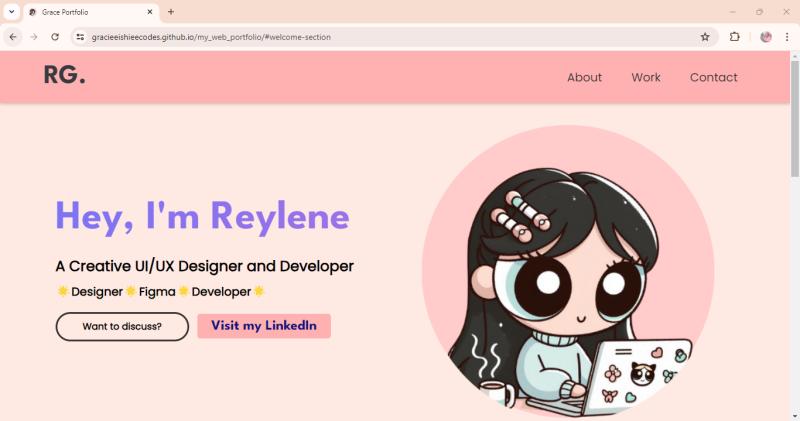 Grace Portfolio
gracieeishieecodes.github.io/my_web_portfolio/#welcome-section
RG.
About Work Contact
Hey, I'm Reylene
A Creative UI/UX Designer and Developer
🌟Designer🌟Figma🌟Developer🌟
Want to discuss? Visit my LinkedIn